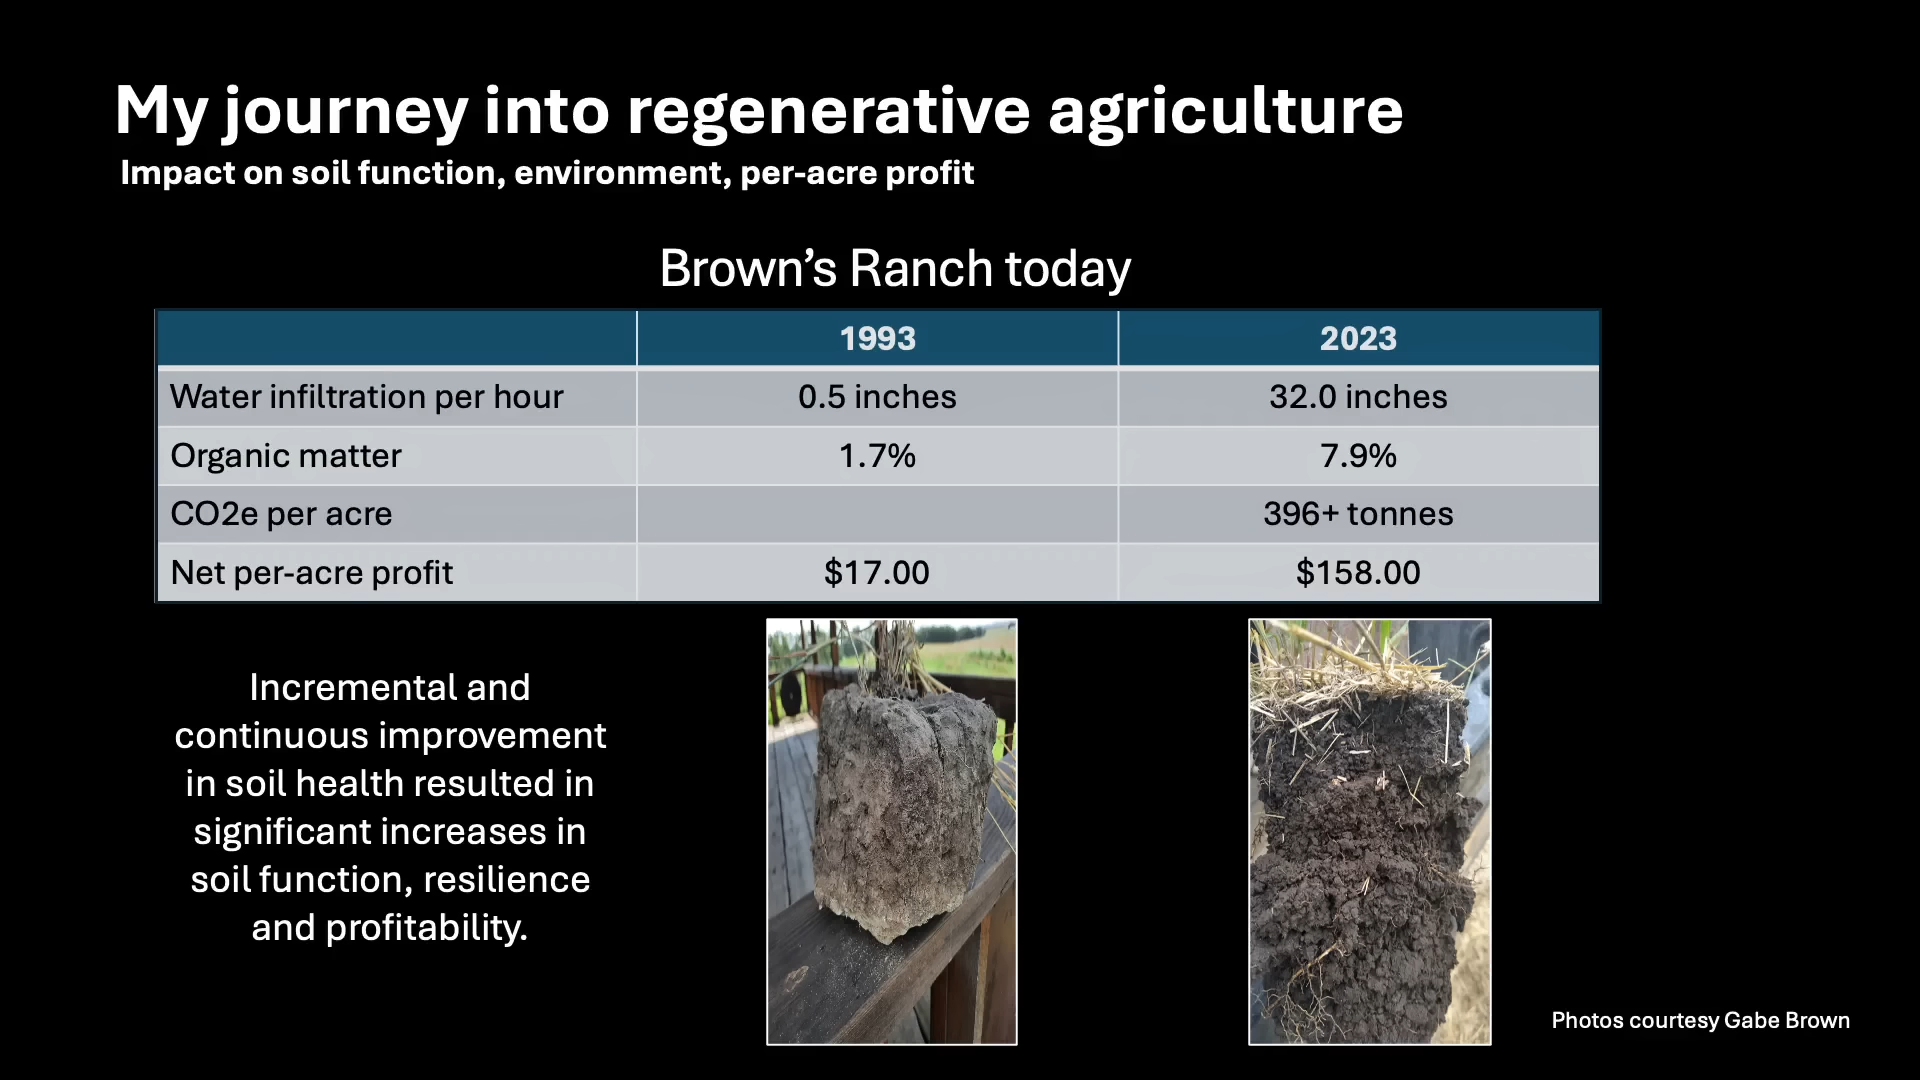 My journey into regenerative agriculture
Impact on soil function, environment, per-acre profit
Brown’s Ranch today
1993 2023
Water infiltration per hour 0.5 inches 32.0 inches
Organic matter 1.7% 7.9%
CO2e per acre 396+ tonnes
Net per-acre profit $17.00 $158.00
Incremental and
continuous improvement
in soil health resulted in
significant increases in
soil function, resilience
and profitability.
Photos courtesy Gabe Brown